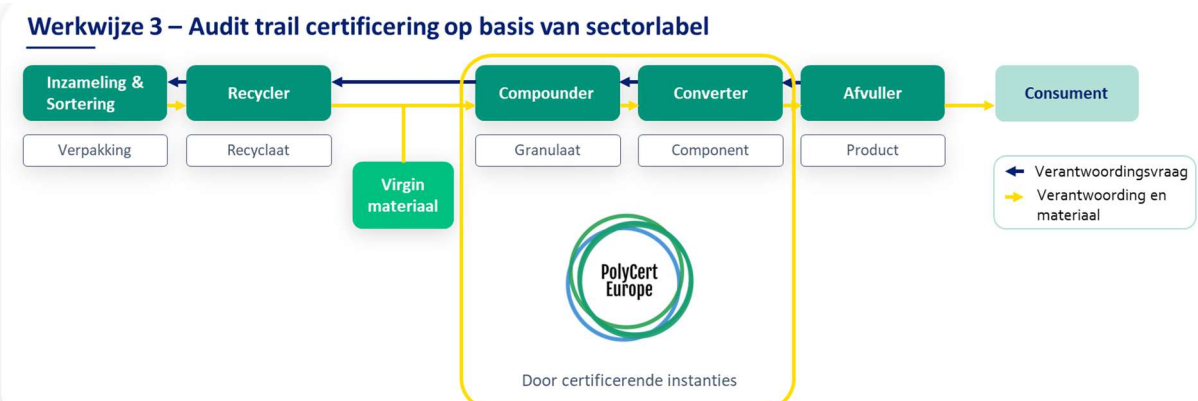 Werkwijze 3 – Audit trail certificering op basis van sectorlabel
Inzameling &
Sortering
Recycler
Compounder
Converter
Afvuller
Consument
Verpakking
Recyclaat
Granulaat
Component
Product
Virgin
materiaal
Verantwoordingsvraag
Verantwoording en
materiaal
PolyCert
Europe
Door certificerende instanties